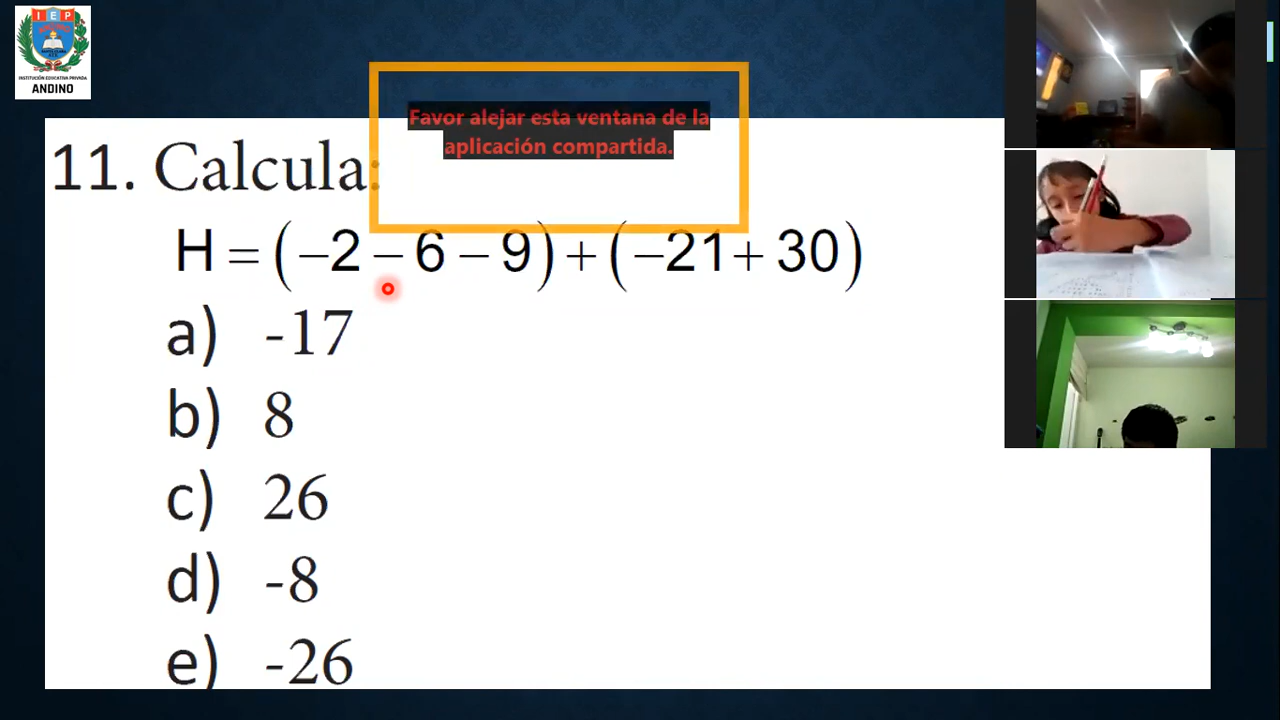 IEP
INSTITUCIÓN EDUCATIVA PRIVADA
ANDINO
Favor alejar esta ventana de la
aplicación compartida.
11. Calcula:
H = (−2 − 6 − 9) + (−21 + 30)
a) -17
b) 8
c) 26
d) -8
e) -26